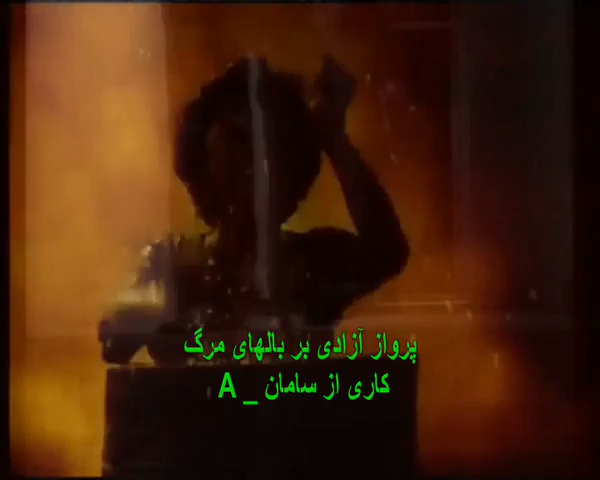 پرواز آزادی بر بالهای مرگ
کاری از سامان _ A